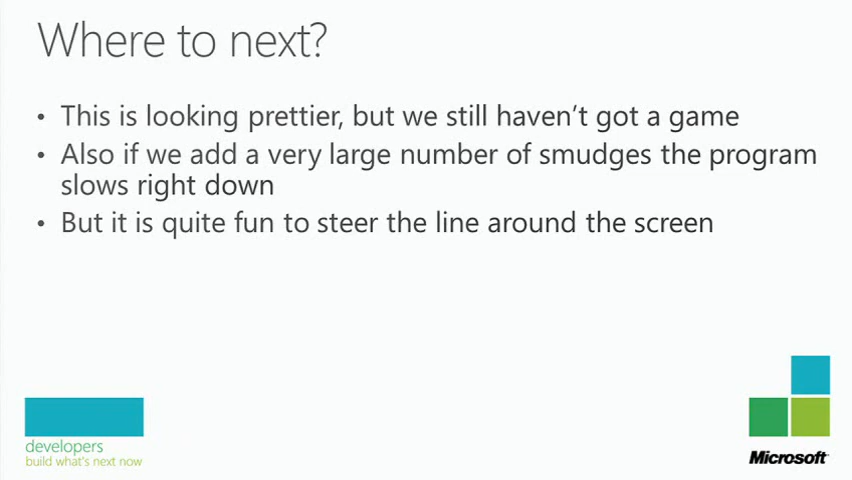 Where to next?
• This is looking prettier, but we still haven't got a game
• Also if we add a very large number of smudges the program
slows right down
• But it is quite fun to steer the line around the screen
developers
build what's next now
Microsoft